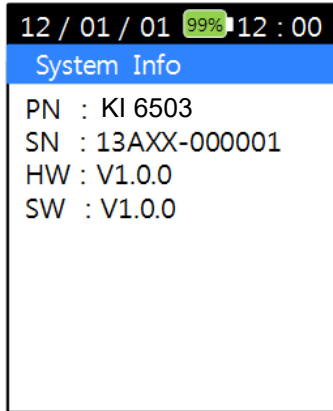 12 / 01 / 01 99% 12 : 00
System Info
PN : KI 6503
SN : 13AXX-000001
HW : V1.0.0
SW : V1.0.0